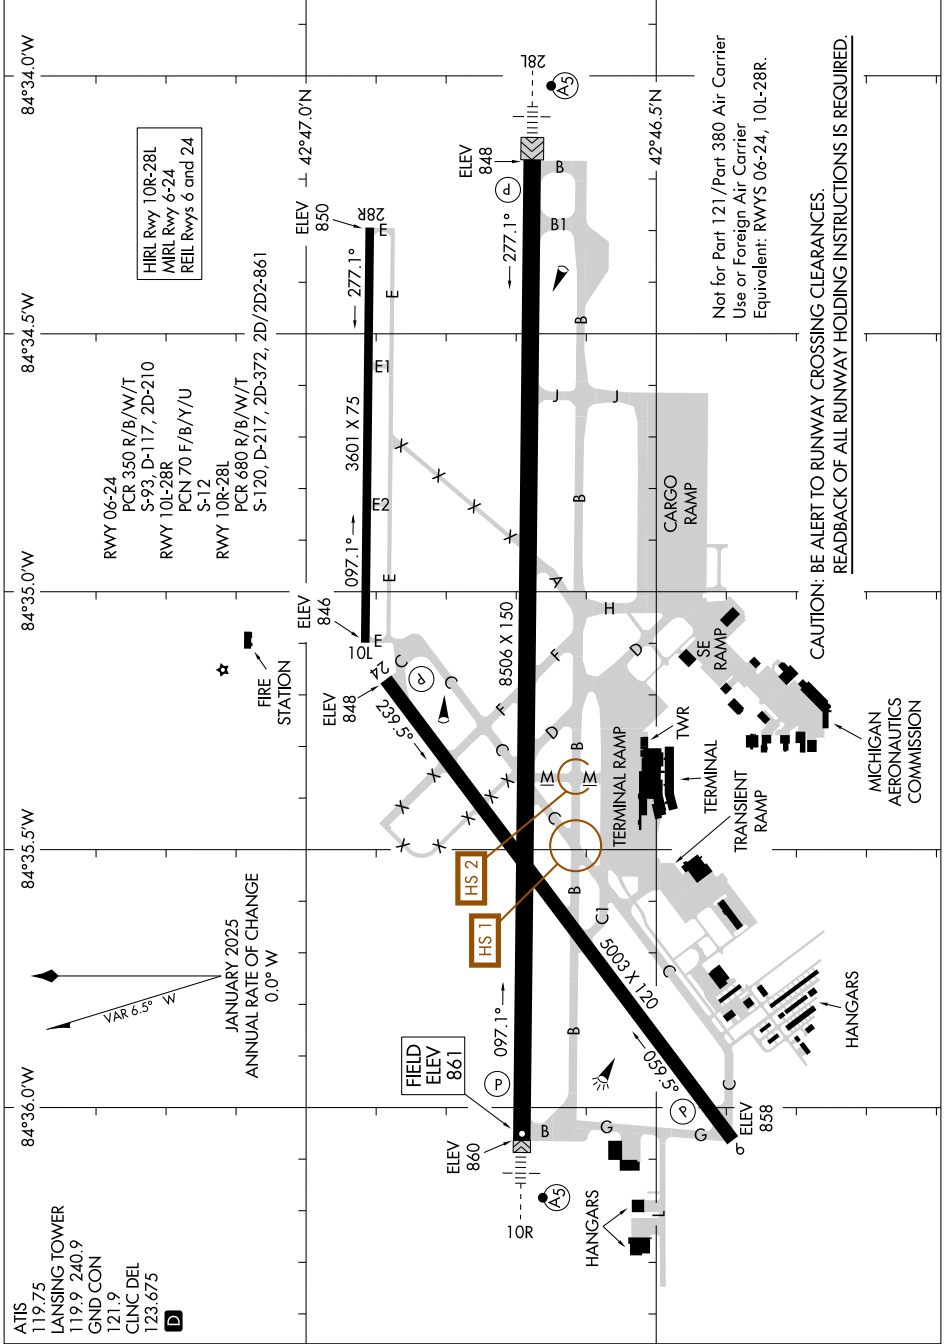 ATIS
119.75
LANSING TOWER
119.9 240.9
GND CON
121.9
CLNC DEL
123.675
D
84°36.0'W
84°35.5'W
84°35.0'W
84°34.5'W
84°34.0'W
VAR 6.5° W
JANUARY 2025
ANNUAL RATE OF CHANGE
0.0° W
FIRE
STATION
RWY 06-24
PCR 350 R/B/W/T
S-93, D-117, 2D-210
RWY 10L-28R
PCN 70 F/B/Y/U
S-12
RWY 10R-28L
PCR 680 R/B/W/T
S-120, D-217, 2D-372, 2D/2D2-861
HIRL Rwy 10R-28L
MIRL Rwy 6-24
REIL Rwys 6 and 24
42°47.0'N
ELEV
846
10L
E
097.1°
3601 X 75
277.1°
ELEV
850
28R
E
E
E2
E1
E
ELEV
848
24
239.5°
C
P
C
X
X
X
X
X
X
X
X
X
X
X
FIELD
ELEV
861
ELEV
860
10R
A5
P
097.1°
8506 X 150
277.1°
P
ELEV
848
28L
A5
HS 1
HS 2
C
F
F
A
D
D
C
M
M
B
B
B
B
B
B
B
B1
J
J
H
G
G
L
C1
C
C
5003 X 120
059.5°
P
ELEV
858
6
HANGARS
HANGARS
TERMINAL RAMP
TWR
TERMINAL
TRANSIENT
RAMP
SE
RAMP
CARGO
RAMP
42°46.5'N
MICHIGAN
AERONAUTICS
COMMISSION
Not for Part 121/Part 380 Air Carrier
Use or Foreign Air Carrier
Equivalent: RWYS 06-24, 10L-28R.
CAUTION: BE ALERT TO RUNWAY CROSSING CLEARANCES.
READBACK OF ALL RUNWAY HOLDING INSTRUCTIONS IS REQUIRED.